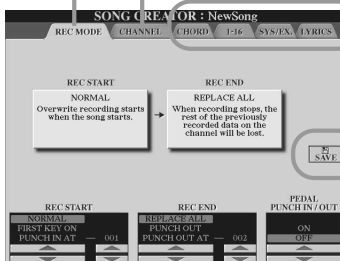 SONG CREATOR : NewSong
REC MODE CHANNEL CHORD 1-16 SYS/EX. LYRICS
REC START
NORMAL
Overwrite recording starts
when the song starts.
REC END
REPLACE ALL
When recording stops, the
rest of the previously
recorded data on the
channel will be lost.
SAVE
REC START
NORMAL
FIRST KEY ON
PUNCH IN AT — 001
REC END
REPLACE ALL
PUNCH OUT
PUNCH OUT AT — 002
PEDAL
PUNCH IN / OUT
ON
OFF